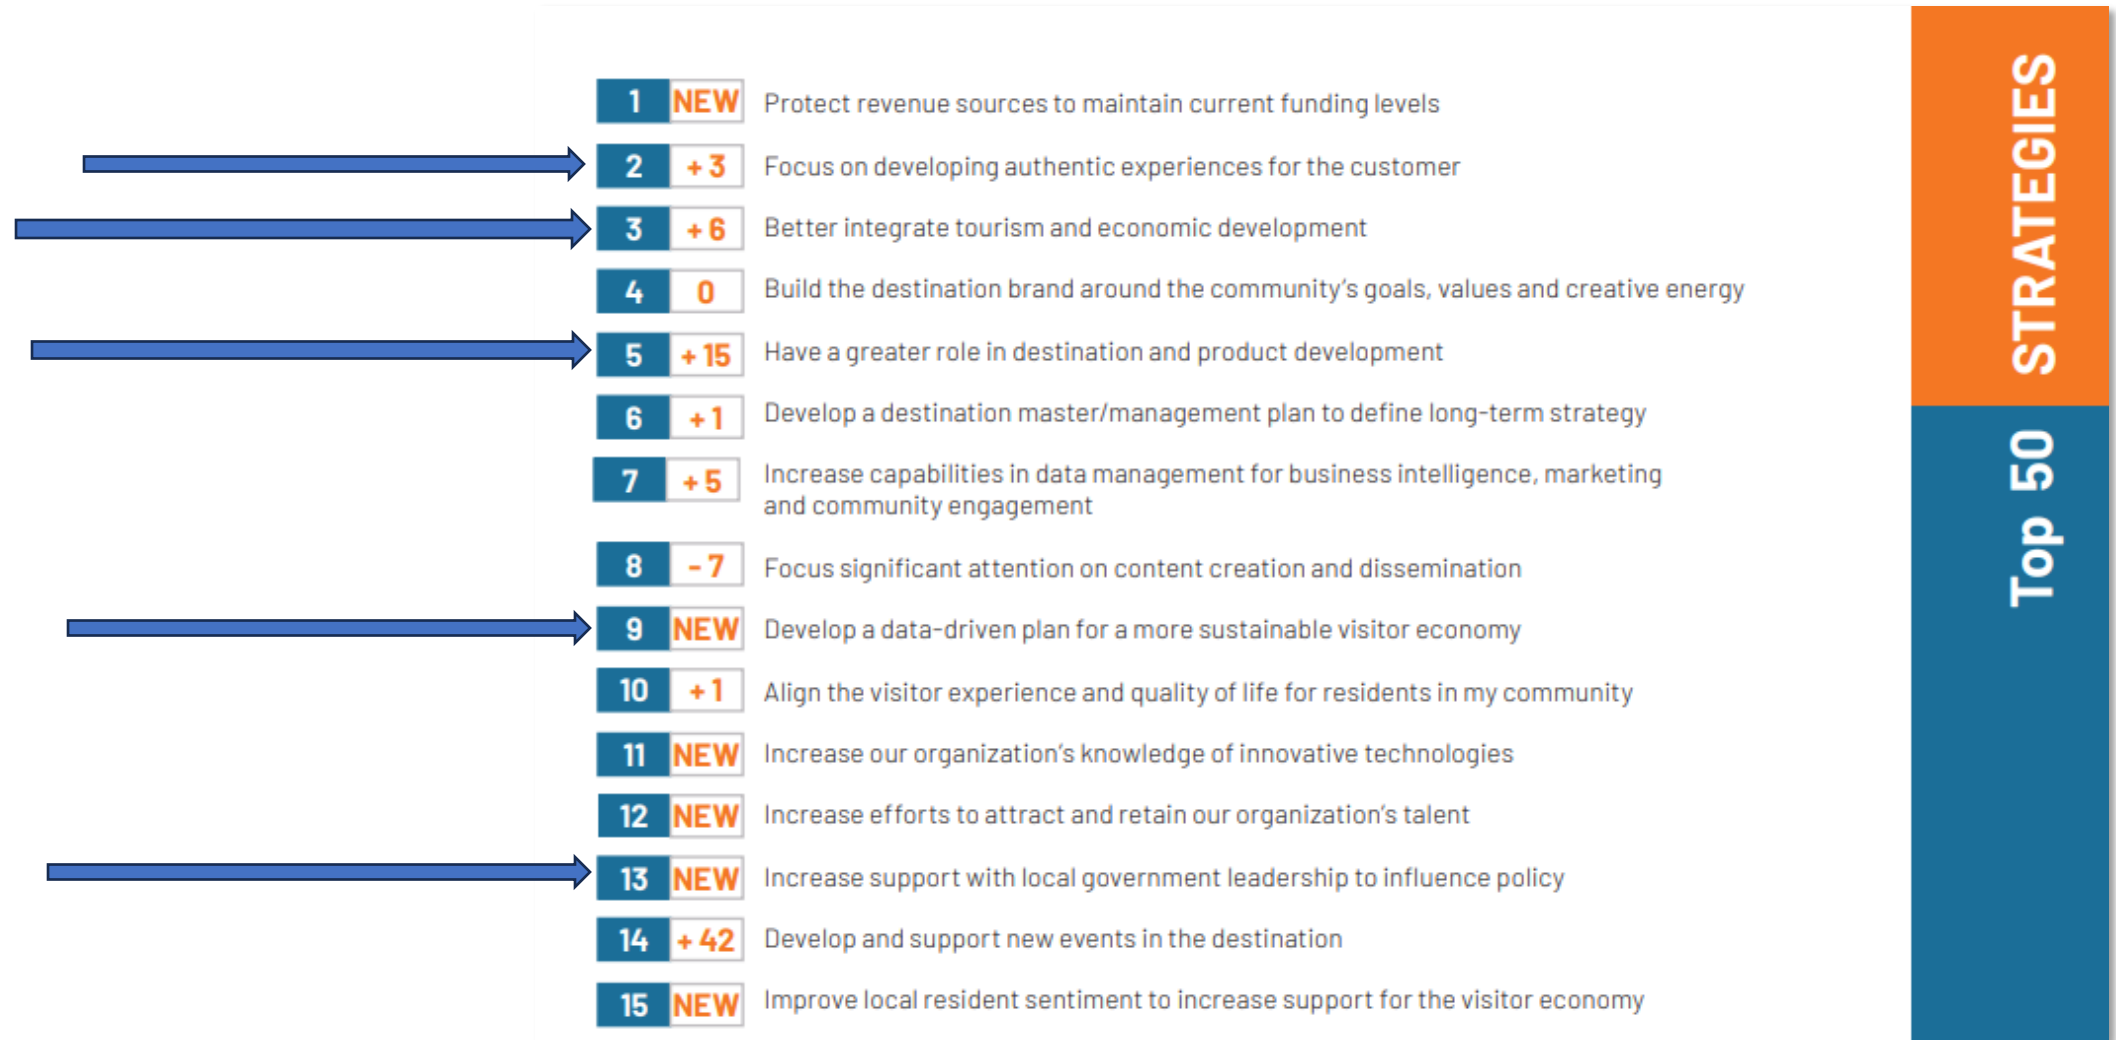 1 NEW Protect revenue sources to maintain current funding levels
2 + 3 Focus on developing authentic experiences for the customer
3 + 6 Better integrate tourism and economic development
4 0 Build the destination brand around the community's goals, values and creative energy
5 + 15 Have a greater role in destination and product development
6 + 1 Develop a destination master/management plan to define long-term strategy
7 + 5 Increase capabilities in data management for business intelligence, marketing
and community engagement
8 - 7 Focus significant attention on content creation and dissemination
9 NEW Develop a data-driven plan for a more sustainable visitor economy
10 + 1 Align the visitor experience and quality of life for residents in my community
11 NEW Increase our organization's knowledge of innovative technologies
12 NEW Increase efforts to attract and retain our organization's talent
13 NEW Increase support with local government leadership to influence policy
14 + 42 Develop and support new events in the destination
15 NEW Improve local resident sentiment to increase support for the visitor economy
Top 50 STRATEGIES